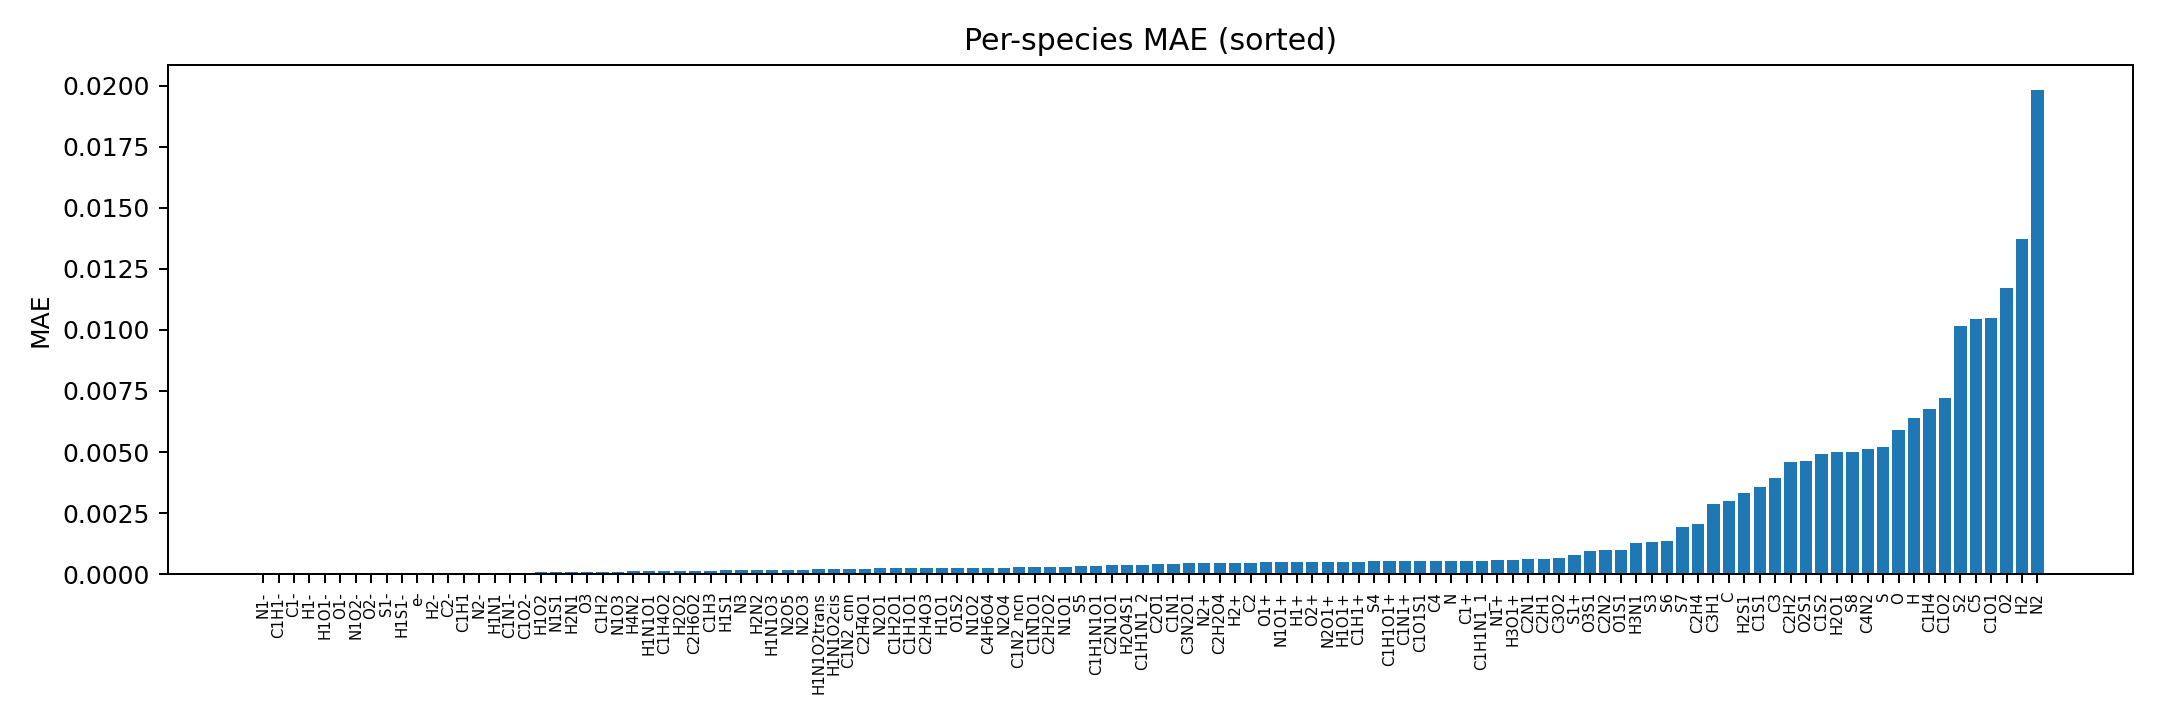 Per-species MAE (sorted)
MAE
0.0200
0.0175
0.0150
0.0125
0.0100
0.0075
0.0050
0.0025
0.0000
N1-
C1H1-
C1-
H1-
H1O1-
O1-
N1O2-
O2-
S1-
H1S1-
e-
H2-
C2-
C1H1
N2-
H1N1
C1N1-
C1O2-
H1O2
N1S1
H2N1
O3
C1H2
N1O3
H4N2
H1N1O1
C1H4O2
H2O2
C2H6O2
C1H3
H1S1
N3
H2N2
H1N1O3
N2O5
N2O3
H1N1O2trans
H1N1O2cis
C1N2_cnn
C2H4O1
N2O1
C1H2O1
C1H1O1
C2H4O3
H1O1
O1S2
N1O2
C4H6O4
N2O4
C1N2_ncn
C1N1O1
C2H2O2
N1O1
S5
C1H1N1O1
C2N1O1
H2O4S1
C1H1N1_2
C2O1
C1N1
C3N2O1
N2+
C2H2O4
H2+
C2
O1+
N1O1+
H1+
O2+
N2O1+
H1O1+
C1H1+
S4
C1H1O1+
C1N1+
C1O1S1
C4
N
C1+
C1H1N1_1
N1+
H3O1+
C2N1
C2H1
C3O2
S1+
O3S1
C2N2
O1S1
H3N1
S3
S6
S7
C2H4
C3H1
C
H2S1
C1S1
C3
C2H2
O2S1
C1S2
H2O1
S8
C4N2
S
O
H
C1H4
C1O2
S2
C5
C1O1
O2
H2
N2